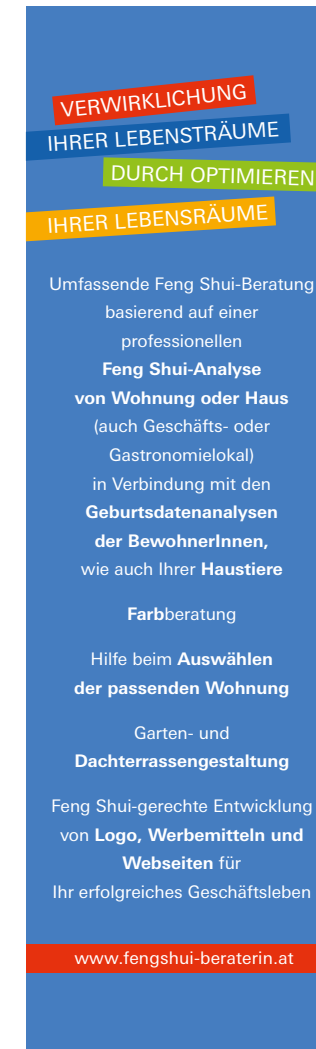 VERWIRKLICHUNG
IHRER LEBENSTRÄUME
DURCH OPTIMIEREN
IHRER LEBENSRÄUME
Umfassende Feng Shui-Beratung
basierend auf einer
professionellen
Feng Shui-Analyse
von Wohnung oder Haus
(auch Geschäfts- oder
Gastronomielokal)
in Verbindung mit den
Geburtsdatenanalysen
der BewohnerInnen,
wie auch Ihrer Haustiere
Farbberatung
Hilfe beim Auswählen
der passenden Wohnung
Garten- und
Dachterrassengestaltung
Feng Shui-gerechte Entwicklung
von Logo, Werbemitteln und
Webseiten für
Ihr erfolgreiches Geschäftsleben
www.fengshui-beraterin.at